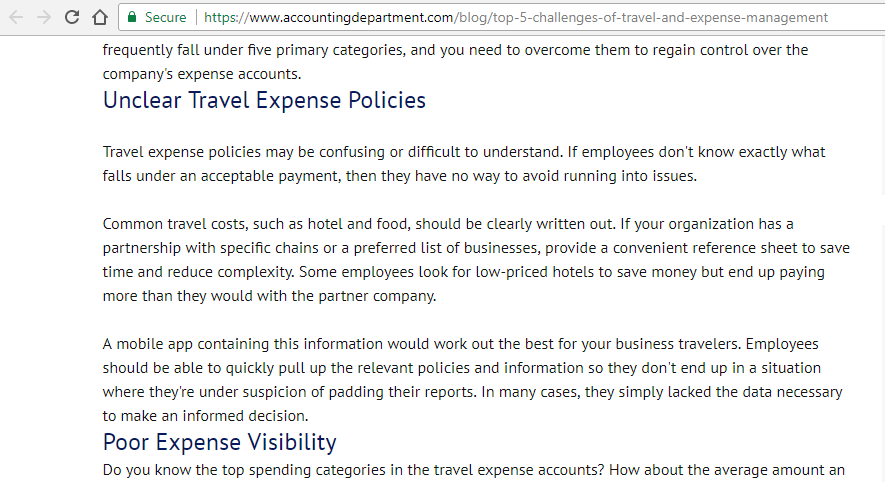 Secure https://www.accountingdepartment.com/blog/top-5-challenges-of-travel-and-expense-management
frequently fall under five primary categories, and you need to overcome them to regain control over the
company's expense accounts.
Unclear Travel Expense Policies
Travel expense policies may be confusing or difficult to understand. If employees don't know exactly what
falls under an acceptable payment, then they have no way to avoid running into issues.
Common travel costs, such as hotel and food, should be clearly written out. If your organization has a
partnership with specific chains or a preferred list of businesses, provide a convenient reference sheet to save
time and reduce complexity. Some employees look for low-priced hotels to save money but end up paying
more than they would with the partner company.
A mobile app containing this information would work out the best for your business travelers. Employees
should be able to quickly pull up the relevant policies and information so they don't end up in a situation
where they're under suspicion of padding their reports. In many cases, they simply lacked the data necessary
to make an informed decision.
Poor Expense Visibility
Do you know the top spending categories in the travel expense accounts? How about the average amount an